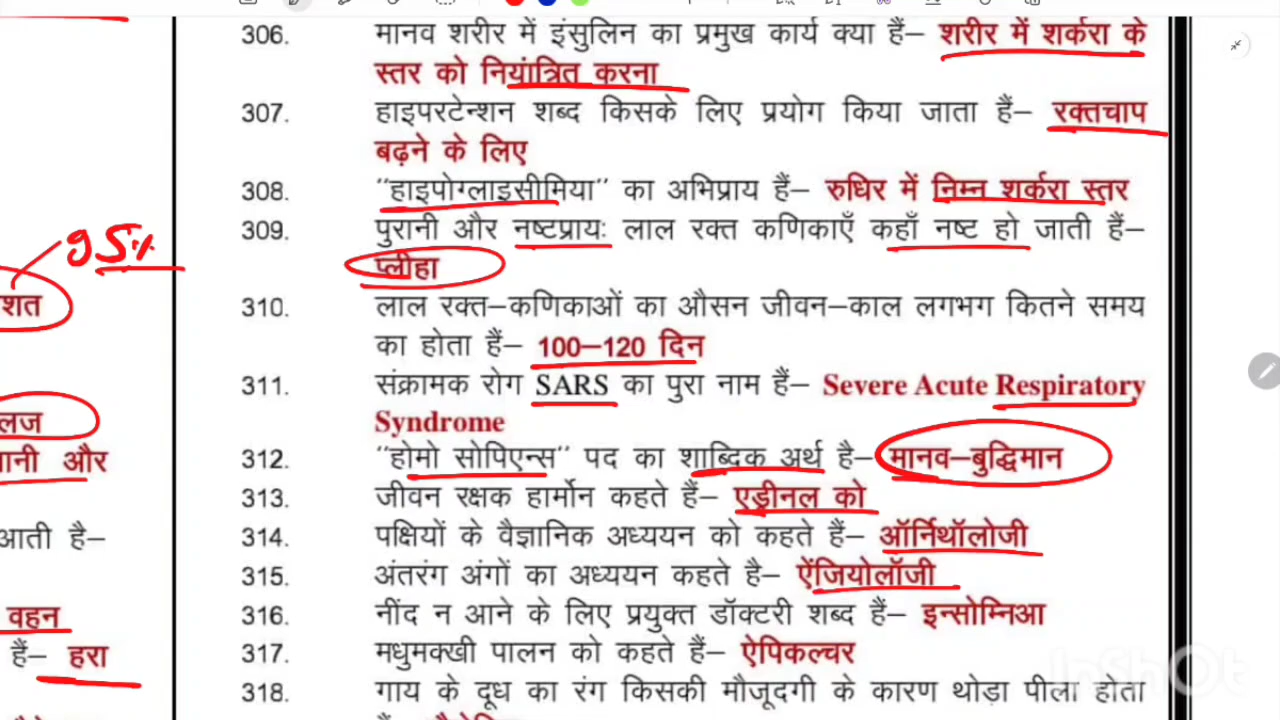 95%
शत
लज
ानी और
आता है–
वहन
हैं– हरा
306. मानव शरीर में इंसुलिन का प्रमुख कार्य क्या हैं– शरीर में शर्करा के
स्तर को नियांत्रित करना
307. हाइपरटेन्शन शब्द किसके लिए प्रयोग किया जाता हैं– रक्तचाप
बढ़ने के लिए
308. "हाइपोग्लाइसीमिया" का अभिप्राय हैं– रुधिर में निम्न शर्करा स्तर
309. पुरानी और नष्टप्रायः लाल रक्त कणिकाएँ कहाँ नष्ट हो जाती हैं–
प्लीहा
310. लाल रक्त–कणिकाओं का औसन जीवन–काल लगभग कितने समय
का होता हैं– 100–120 दिन
311. संक्रामक रोग SARS का पुरा नाम हैं– Severe Acute Respiratory
Syndrome
312. "होमो सोपिएन्स" पद का शाब्दिक अर्थ है– मानव–बुद्धिमान
313. जीवन रक्षक हार्मोन कहते हैं– एड्रीनल को
314. पक्षियों के वैज्ञानिक अध्ययन को कहते हैं– ऑर्निथॉलोजी
315. अंतरंग अंगों का अध्ययन कहते है– ऐंजियोलॉजी
316. नींद न आने के लिए प्रयुक्त डॉक्टरी शब्द हैं– इन्सोम्निआ
317. मधुमक्खी पालन को कहते हैं– ऐपिकल्चर
318. गाय के दूध का रंग किसकी मौजूदगी के कारण थोड़ा पीला होता
InShOt